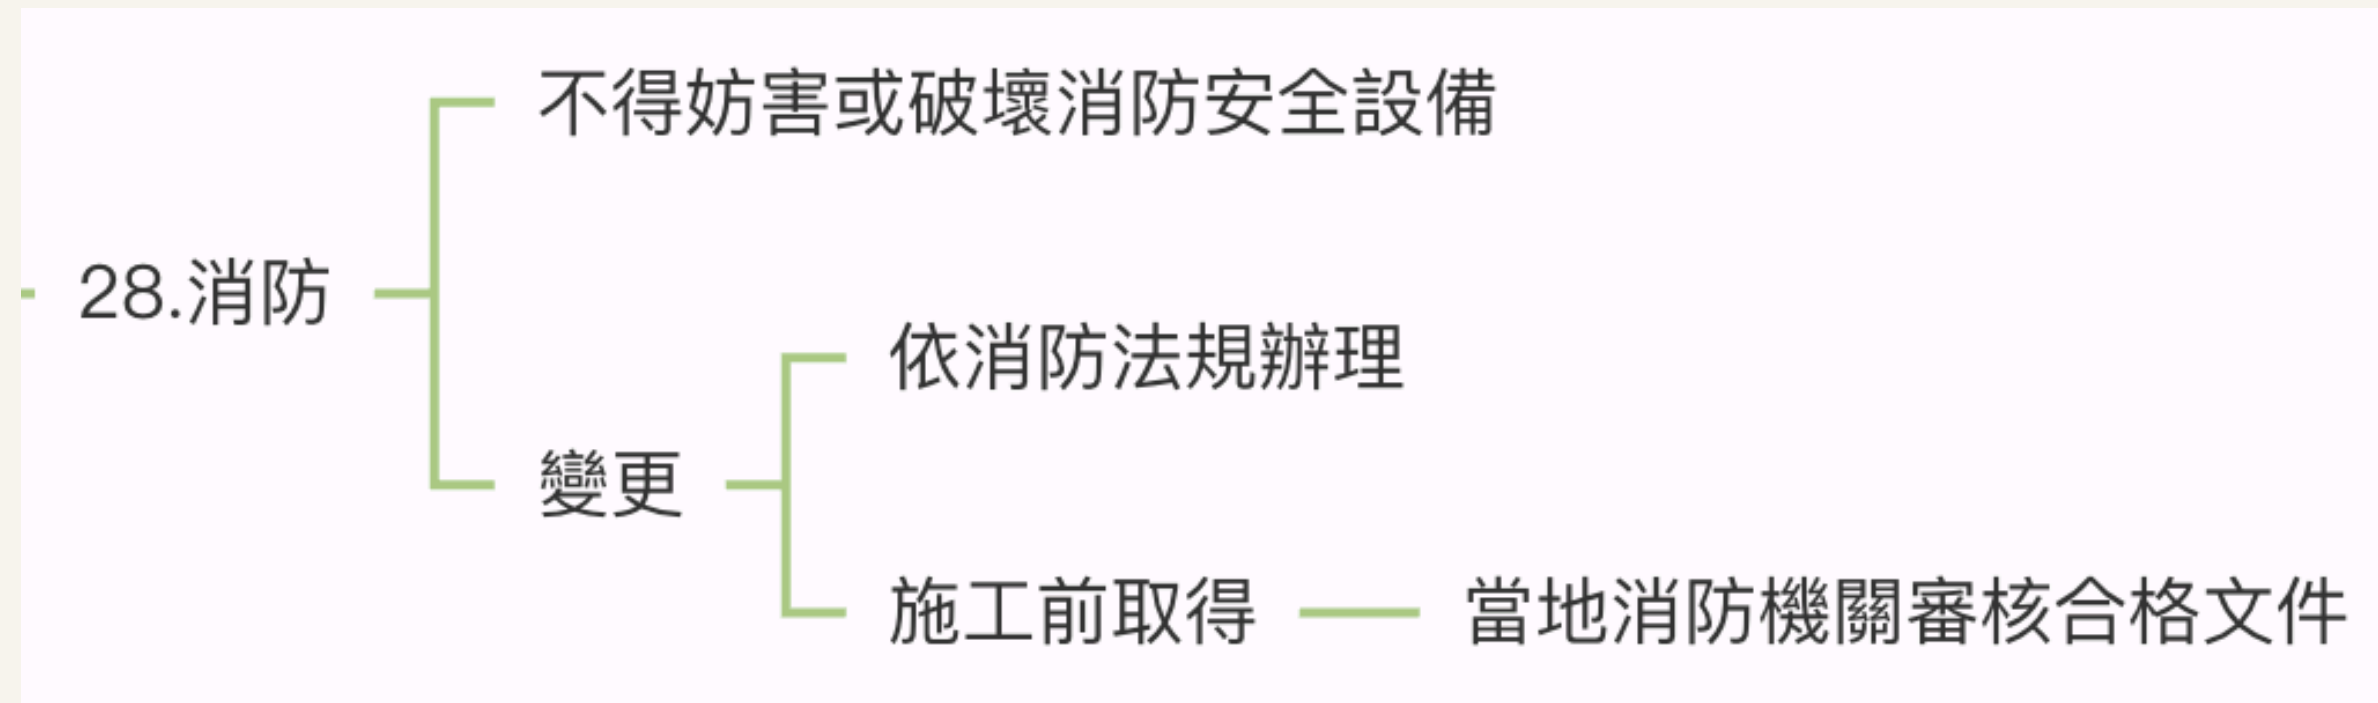 不得妨害或破壞消防安全設備
28.消防
依消防法規辦理
變更
施工前取得
當地消防機關審核合格文件